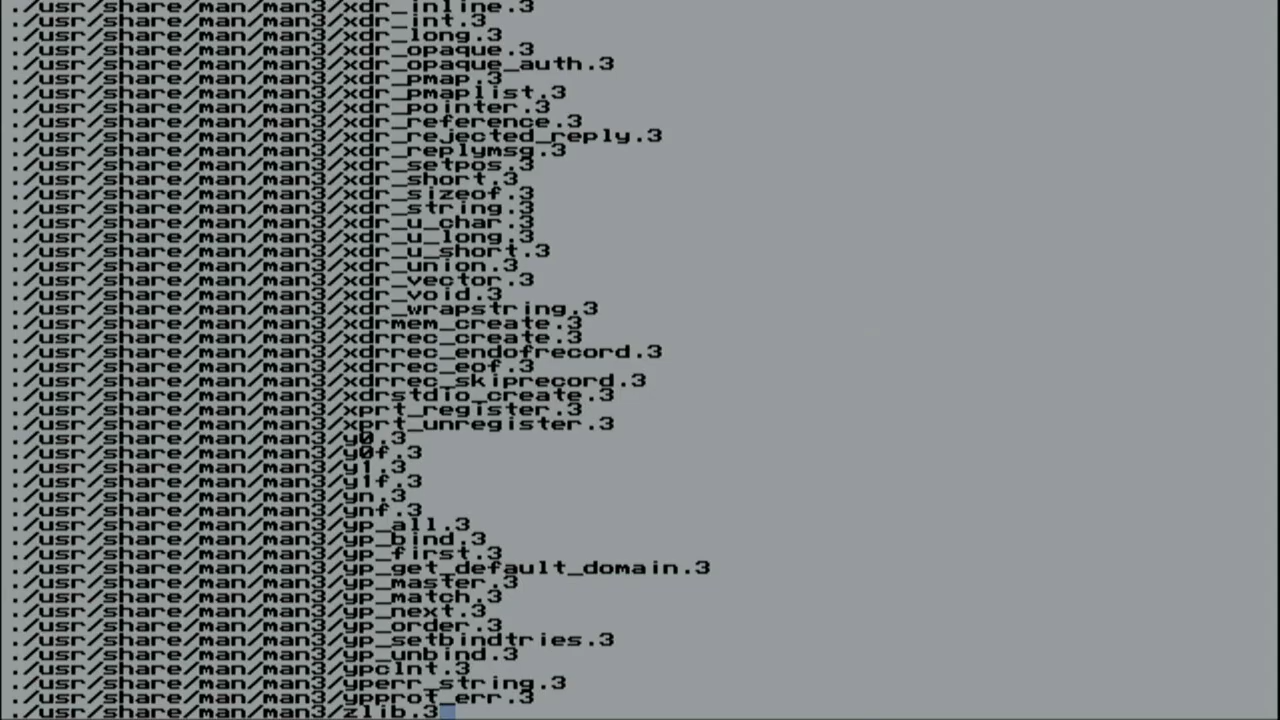 ./usr/share/man/man3/xdr_inline.3
./usr/share/man/man3/xdr_int.3
./usr/share/man/man3/xdr_long.3
./usr/share/man/man3/xdr_opaque.3
./usr/share/man/man3/xdr_opaque_auth.3
./usr/share/man/man3/xdr_pmap.3
./usr/share/man/man3/xdr_pmaplist.3
./usr/share/man/man3/xdr_pointer.3
./usr/share/man/man3/xdr_reference.3
./usr/share/man/man3/xdr_rejected_reply.3
./usr/share/man/man3/xdr_replymsg.3
./usr/share/man/man3/xdr_setpos.3
./usr/share/man/man3/xdr_short.3
./usr/share/man/man3/xdr_sizeof.3
./usr/share/man/man3/xdr_string.3
./usr/share/man/man3/xdr_u_char.3
./usr/share/man/man3/xdr_u_long.3
./usr/share/man/man3/xdr_u_short.3
./usr/share/man/man3/xdr_union.3
./usr/share/man/man3/xdr_vector.3
./usr/share/man/man3/xdr_void.3
./usr/share/man/man3/xdr_wrapstring.3
./usr/share/man/man3/xdrmem_create.3
./usr/share/man/man3/xdrrec_create.3
./usr/share/man/man3/xdrrec_endofrecord.3
./usr/share/man/man3/xdrrec_eof.3
./usr/share/man/man3/xdrrec_skiprecord.3
./usr/share/man/man3/xdrstdio_create.3
./usr/share/man/man3/xprt_register.3
./usr/share/man/man3/xprt_unregister.3
./usr/share/man/man3/y0.3
./usr/share/man/man3/y0f.3
./usr/share/man/man3/y1.3
./usr/share/man/man3/y1f.3
./usr/share/man/man3/yn.3
./usr/share/man/man3/ynf.3
./usr/share/man/man3/yp_all.3
./usr/share/man/man3/yp_bind.3
./usr/share/man/man3/yp_first.3
./usr/share/man/man3/yp_get_default_domain.3
./usr/share/man/man3/yp_master.3
./usr/share/man/man3/yp_match.3
./usr/share/man/man3/yp_next.3
./usr/share/man/man3/yp_order.3
./usr/share/man/man3/yp_setbindtries.3
./usr/share/man/man3/yp_unbind.3
./usr/share/man/man3/ypclnt.3
./usr/share/man/man3/yperr_string.3
./usr/share/man/man3/ypprot_err.3
./usr/share/man/man3/zlib.3